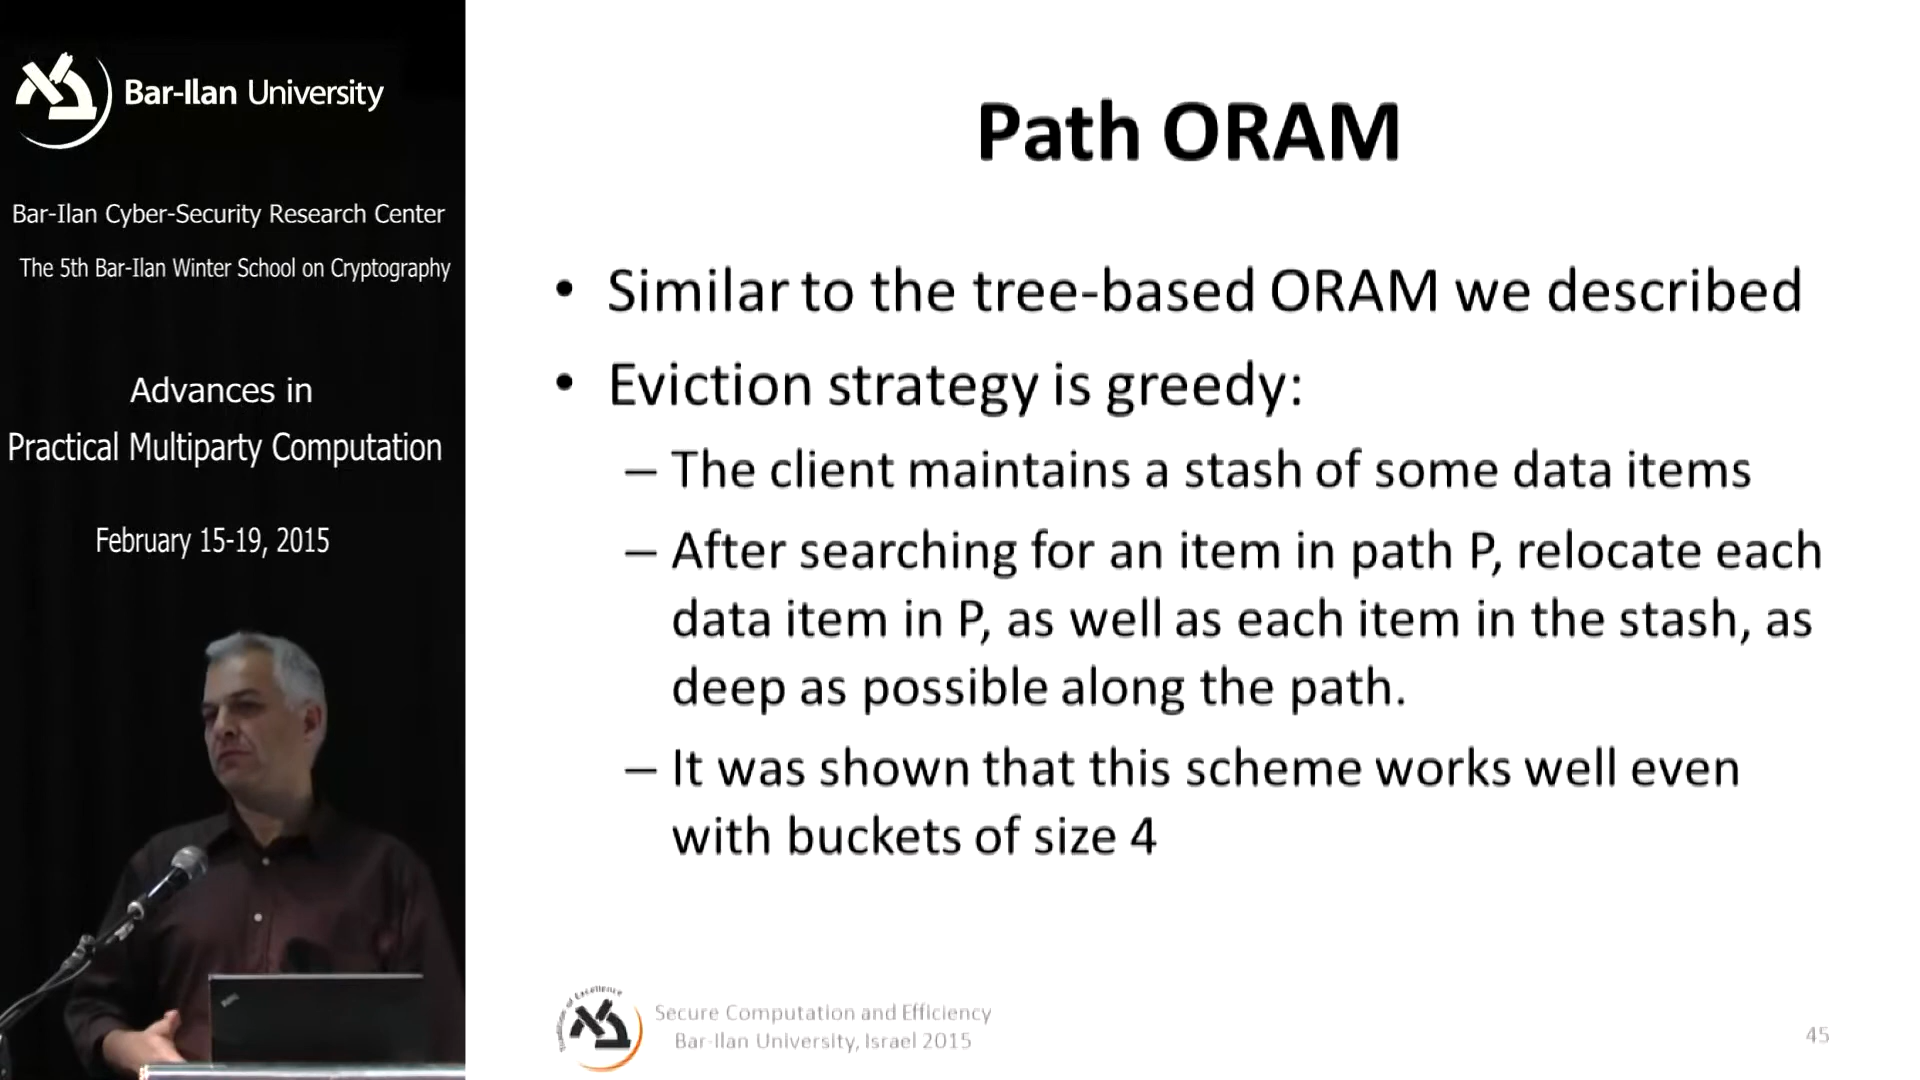 Bar-Ilan University
Bar-Ilan Cyber-Security Research Center
The 5th Bar-Ilan Winter School on Cryptography
Advances in
Practical Multiparty Computation
February 15-19, 2015
Path ORAM
• Similar to the tree-based ORAM we described
• Eviction strategy is greedy:
– The client maintains a stash of some data items
– After searching for an item in path P, relocate each
data item in P, as well as each item in the stash, as
deep as possible along the path.
– It was shown that this scheme works well even
with buckets of size 4
Secure Computation and Efficiency
Bar-Ilan University, Israel 2015
45